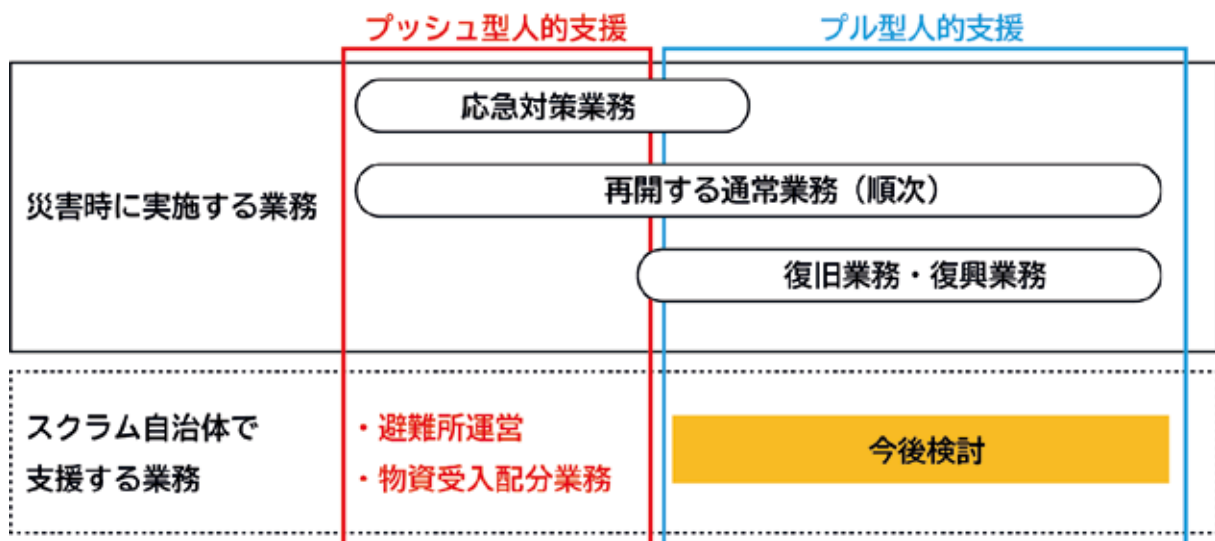 プッシュ型人的支援
プル型人的支援
災害時に実施する業務
応急対策業務
再開する通常業務（順次）
復旧業務・復興業務
スクラム自治体で
支援する業務
・避難所運営
・物資受入配分業務
今後検討